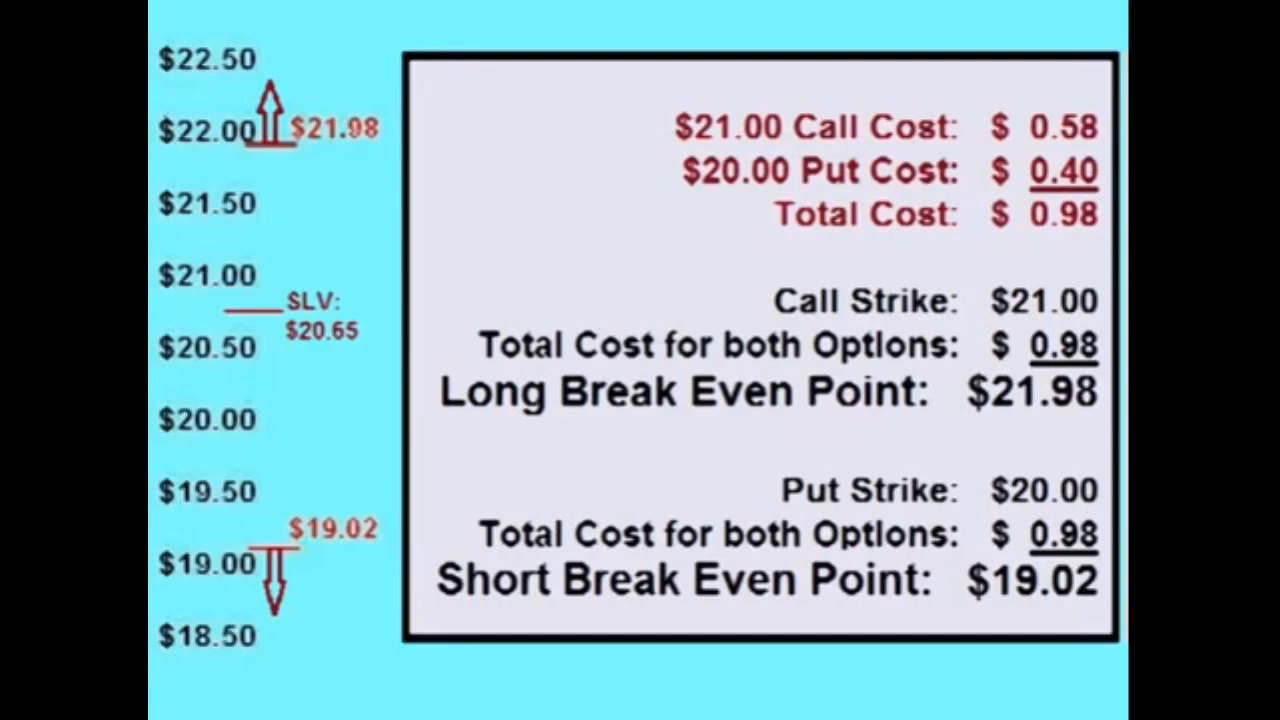 $22.50
$22.00
$21.98
$21.50
$21.00
SLV:
$20.65
$20.50
$20.00
$19.50
$19.02
$19.00
$18.50
$21.00 Call Cost: $ 0.58
$20.00 Put Cost: $ 0.40
Total Cost: $ 0.98
Call Strike: $21.00
Total Cost for both Options: $ 0.98
Long Break Even Point: $21.98
Put Strike: $20.00
Total Cost for both Options: $ 0.98
Short Break Even Point: $19.02